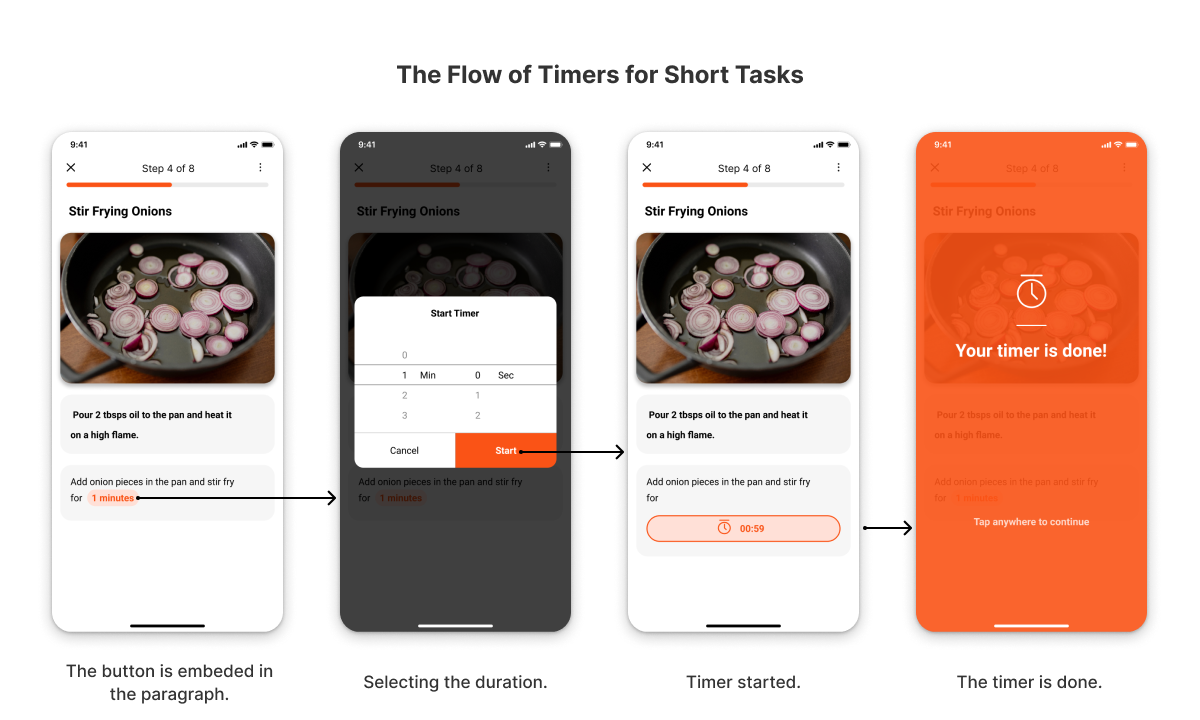 The Flow of Timers for Short Tasks
9:41
Step 4 of 8
Stir Frying Onions
Pour 2 tbsps oil to the pan and heat it
on a high flame.
Add onion pieces in the pan and stir fry
for 1 minutes
The button is embeded in
the paragraph.
9:41
Step 4 of 8
Stir Frying Onions
Start Timer
0
1 Min 0 Sec
2 1
3 2
Cancel Start
Add onion pieces in the pan and stir fry
for 1 minutes
Selecting the duration.
9:41
Step 4 of 8
Stir Frying Onions
Pour 2 tbsps oil to the pan and heat it
on a high flame.
Add onion pieces in the pan and stir fry
for
00:59
Timer started.
9:41
Step 4 of 8
Stir Frying Onions
Your timer is done!
Pour 2 tbsps oil to the pan and heat it
on a high flame.
Add onion pieces in the pan and stir fry
for 1 minutes
Tap anywhere to continue
The timer is done.